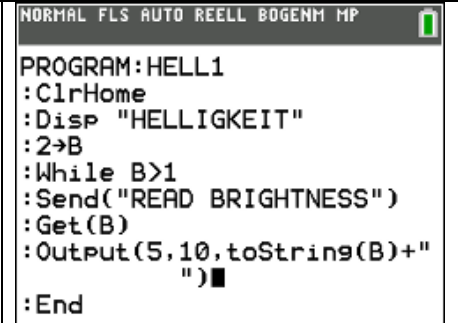 NORMAL FLS AUTO REELL BOGENM MP
PROGRAM:HELL1
:ClrHome
:Disp "HELLIGKEIT"
:2→B
:While B>1
:Send("READ BRIGHTNESS")
:Get(B)
:Output(5,10,toString(B)+"
")
:End